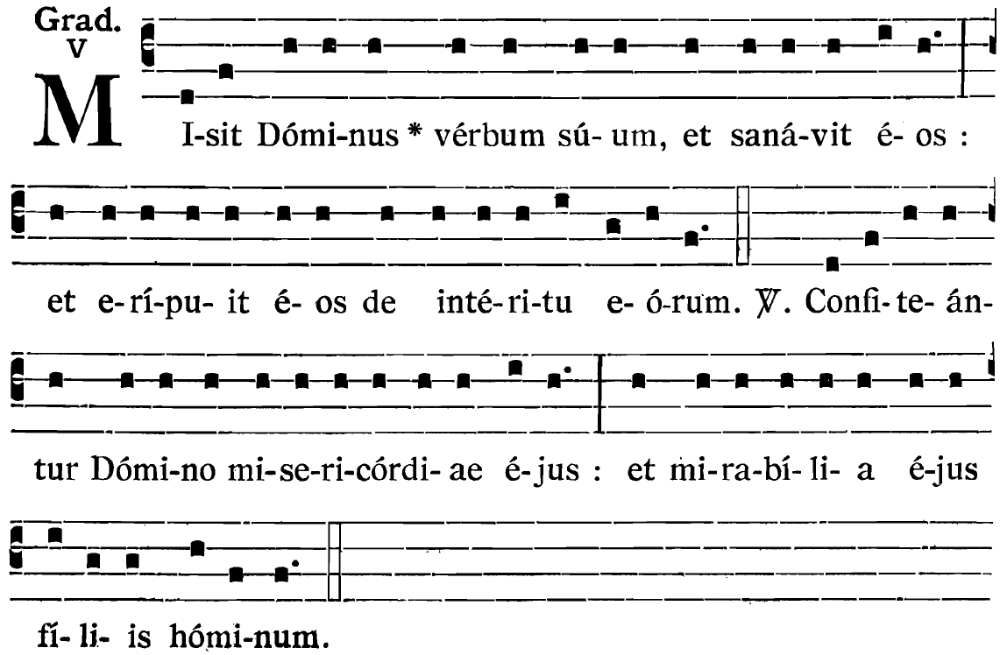 Grad.
V
MI-sit Dómi-nus * vérbum sú- um, et saná-vit é- os :
et e-rí-pu- it é- os de inté-ri-tu e- ó-rum. ℣. Confi-te- án-
tur Dómi-no mi-se-ri-córdi- ae é-jus : et mi-ra-bí-li- a é-jus
fí- li- is hómi-num.